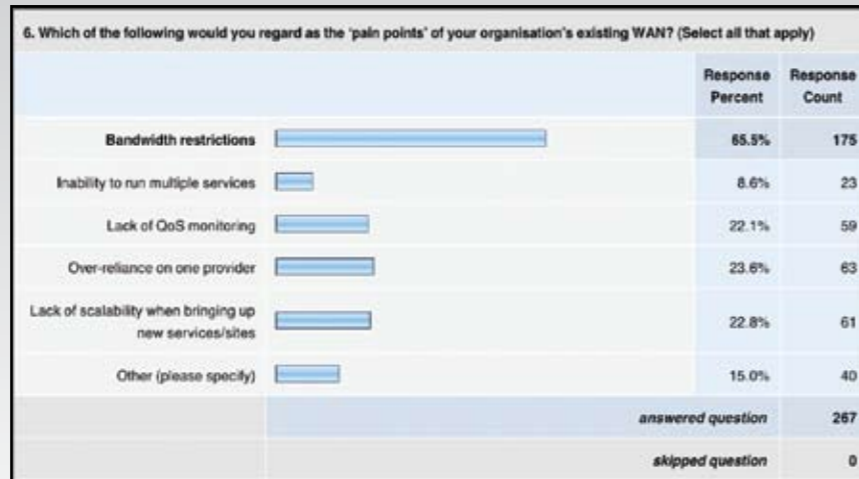 6. Which of the following would you regard as the 'pain points' of your organisation's existing WAN? (Select all that apply)
Response Percent
Response Count
Bandwidth restrictions 65.5% 175
Inability to run multiple services 8.6% 23
Lack of QoS monitoring 22.1% 59
Over-reliance on one provider 23.6% 63
Lack of scalability when bringing up
new services/sites 22.8% 61
Other (please specify) 15.0% 40
answered question 267
skipped question 0